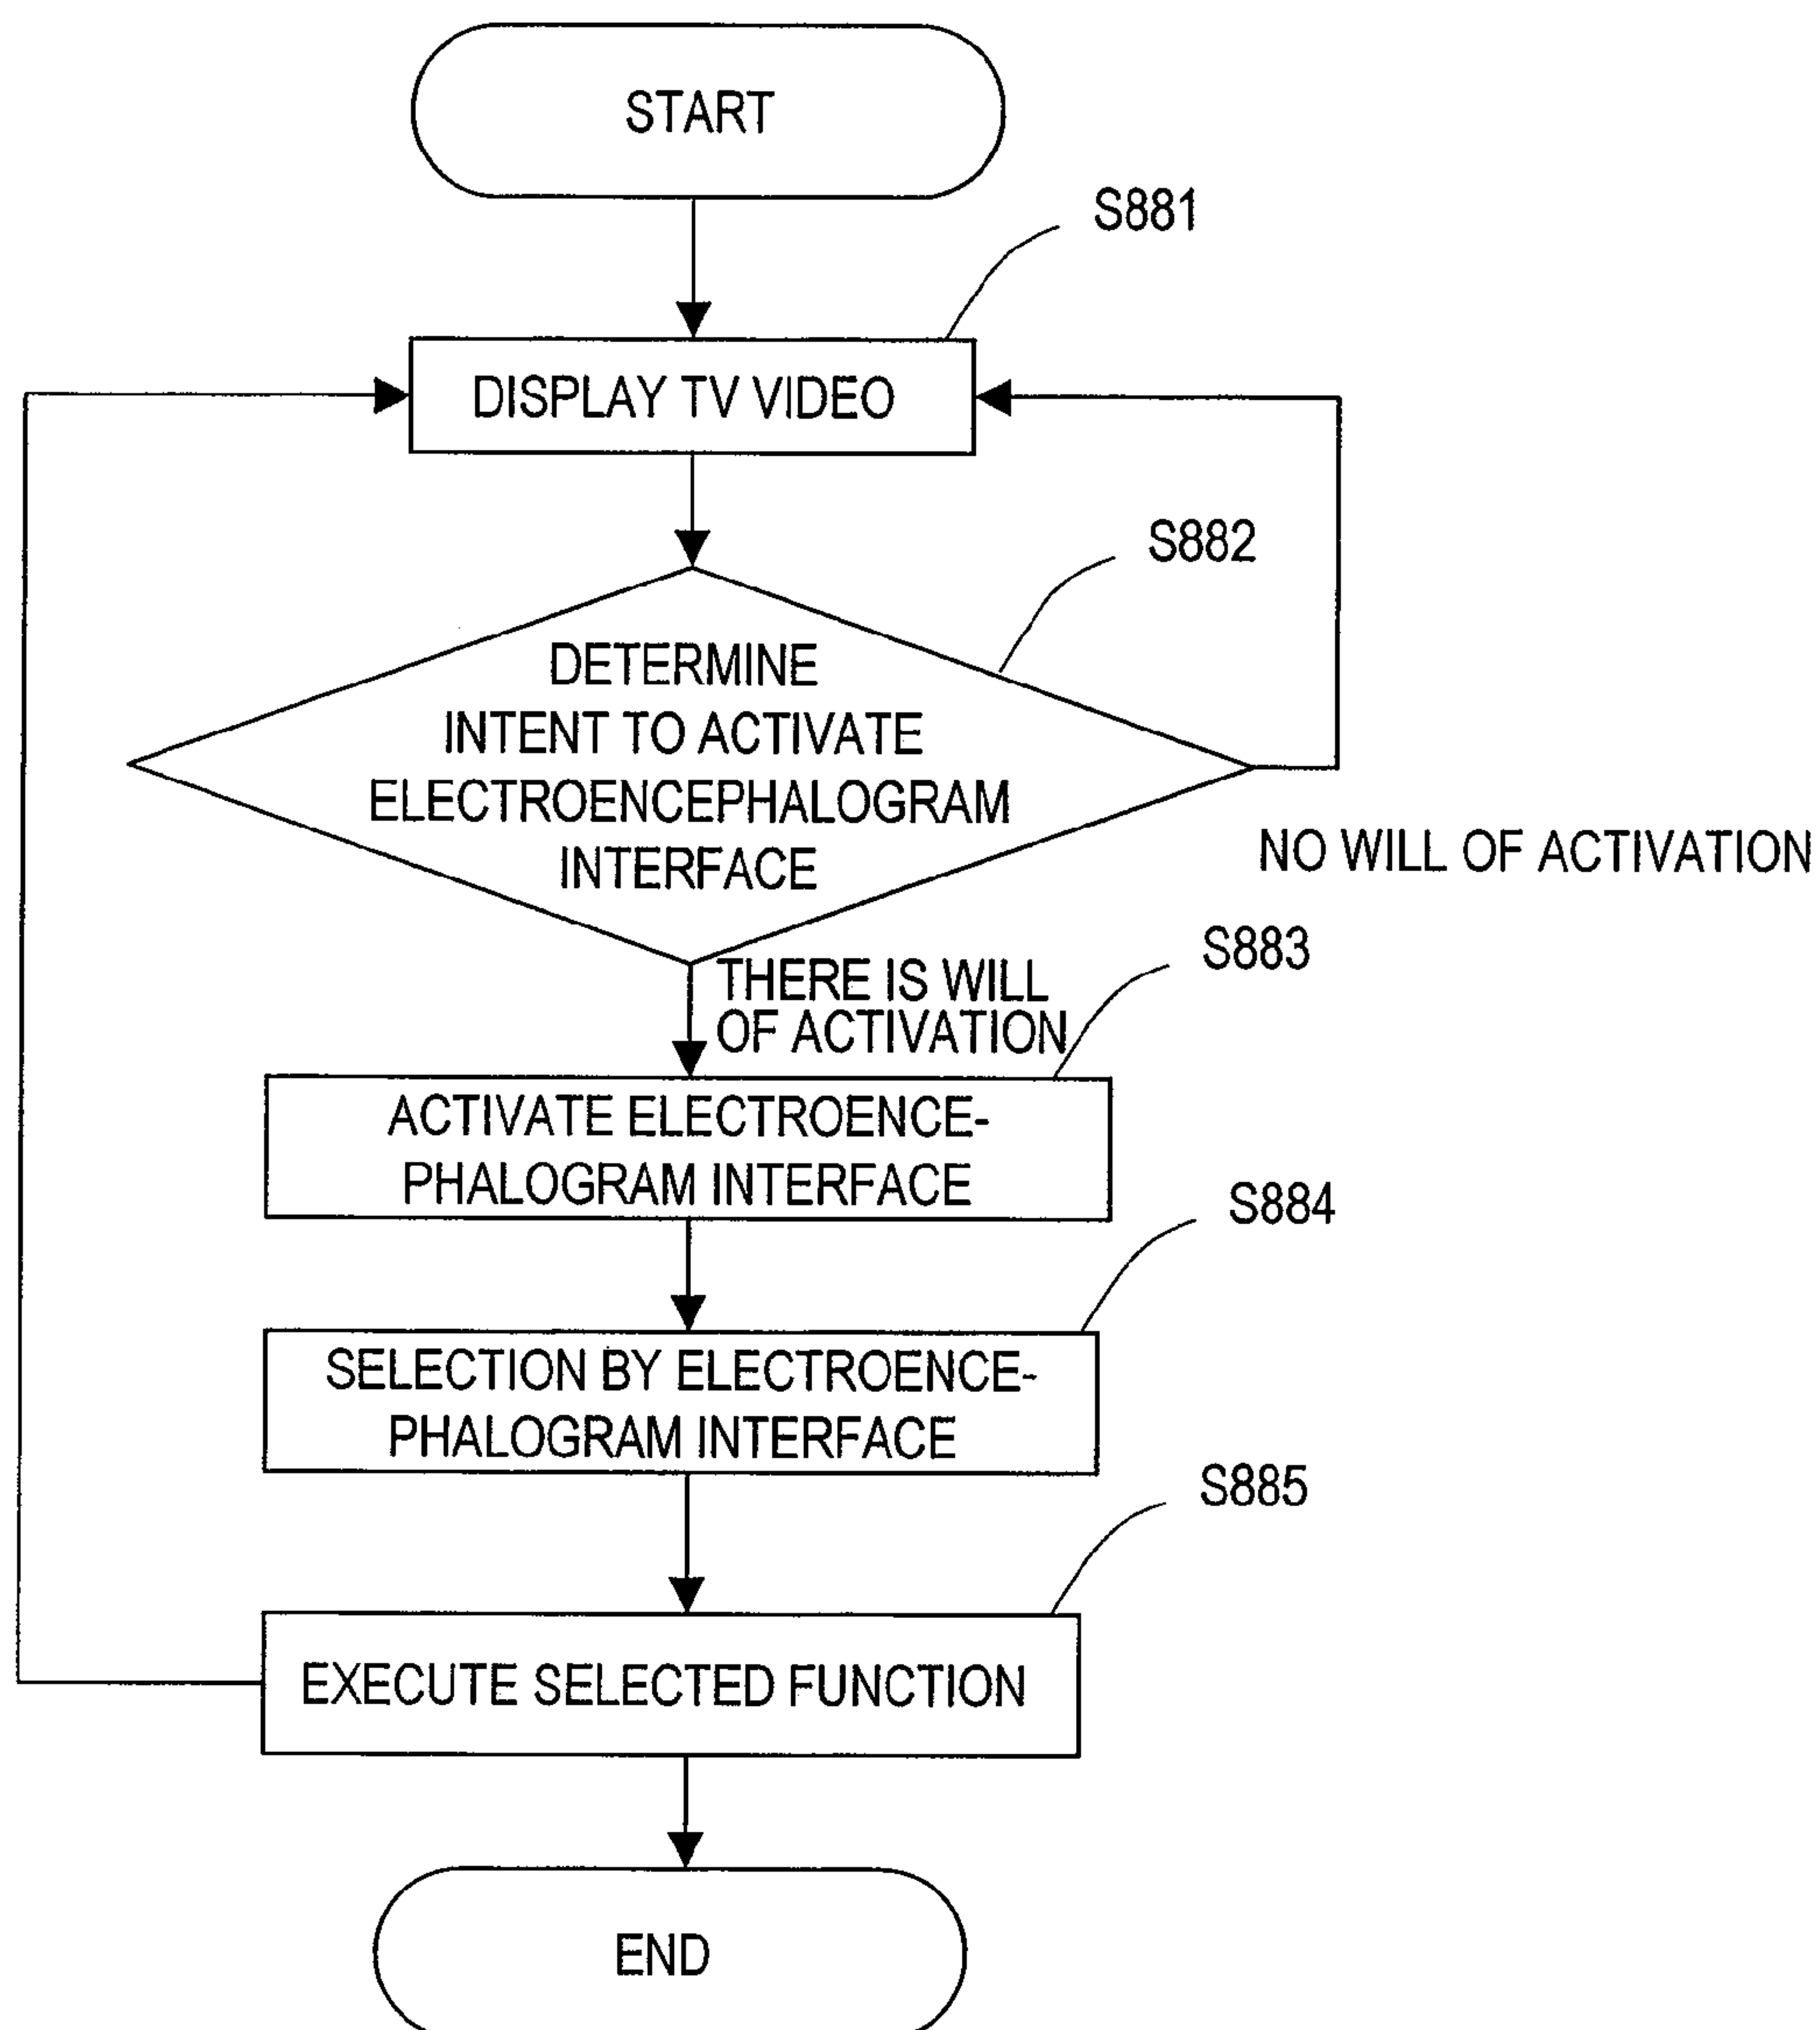 START
S881
DISPLAY TV VIDEO
S882
DETERMINE
INTENT TO ACTIVATE
ELECTROENCEPHALOGRAM
INTERFACE
NO WILL OF ACTIVATION
S883
THERE IS WILL
OF ACTIVATION
ACTIVATE ELECTROENCE-
PHALOGRAM INTERFACE
S884
SELECTION BY ELECTROENCE-
PHALOGRAM INTERFACE
S885
EXECUTE SELECTED FUNCTION
END